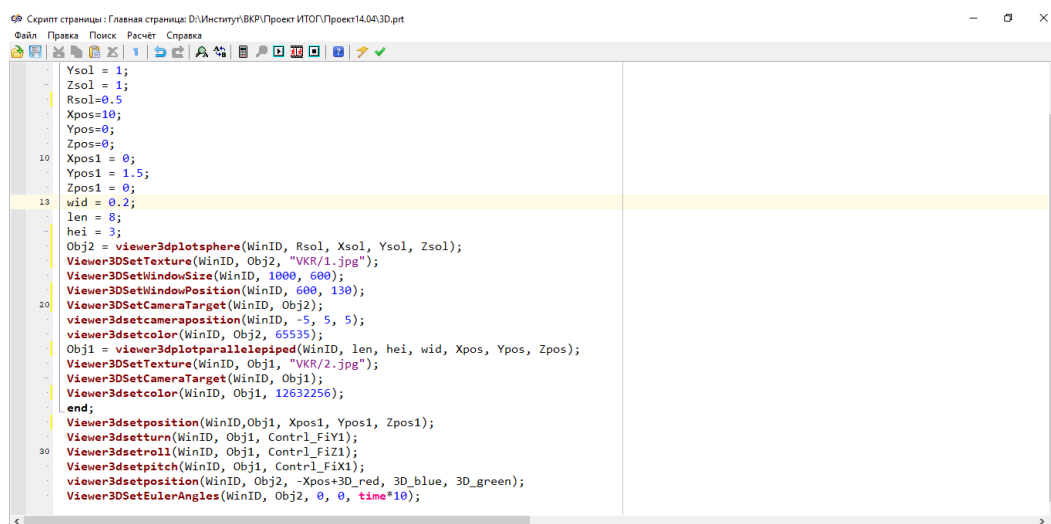 Скрипт страницы : Главная страница: D:\Институт\ВКР\Проект ИТОГ\Проект14.04\3D.prt
Файл Правка Поиск Расчёт Справка
Ysol = 1;
Zsol = 1;
Rsol=0.5
Xpos=10;
Ypos=0;
Zpos=0;
10 Xpos1 = 0;
Ypos1 = 1.5;
Zpos1 = 0;
13 wid = 0.2;
len = 8;
hei = 3;
Obj2 = viewer3dplotsphere(WinID, Rsol, Xsol, Ysol, Zsol);
Viewer3DSetTexture(WinID, Obj2, "VKR/1.jpg");
Viewer3DSetWindowSize(WinID, 1000, 600);
Viewer3DSetWindowPosition(WinID, 600, 130);
20 Viewer3DSetCameraTarget(WinID, Obj2);
viewer3dsetcameraposition(WinID, -5, 5, 5);
viewer3dsetcolor(WinID, Obj2, 65535);
Obj1 = viewer3dplotparallelepiped(WinID, len, hei, wid, Xpos, Ypos, Zpos);
Viewer3DSetTexture(WinID, Obj1, "VKR/2.jpg");
Viewer3DSetCameraTarget(WinID, Obj1);
Viewer3dsetcolor(WinID, Obj1, 12632256);
end;
Viewer3dsetposition(WinID,Obj1, Xpos1, Ypos1, Zpos1);
Viewer3dsetturn(WinID, Obj1, Contrl_FiY1);
30 Viewer3dsetroll(WinID, Obj1, Contrl_FiZ1);
Viewer3dsetpitch(WinID, Obj1, Contrl_FiX1);
viewer3dsetposition(WinID, Obj2, -Xpos+3D_red, 3D_blue, 3D_green);
Viewer3DSetEulerAngles(WinID, Obj2, 0, 0, time*10);